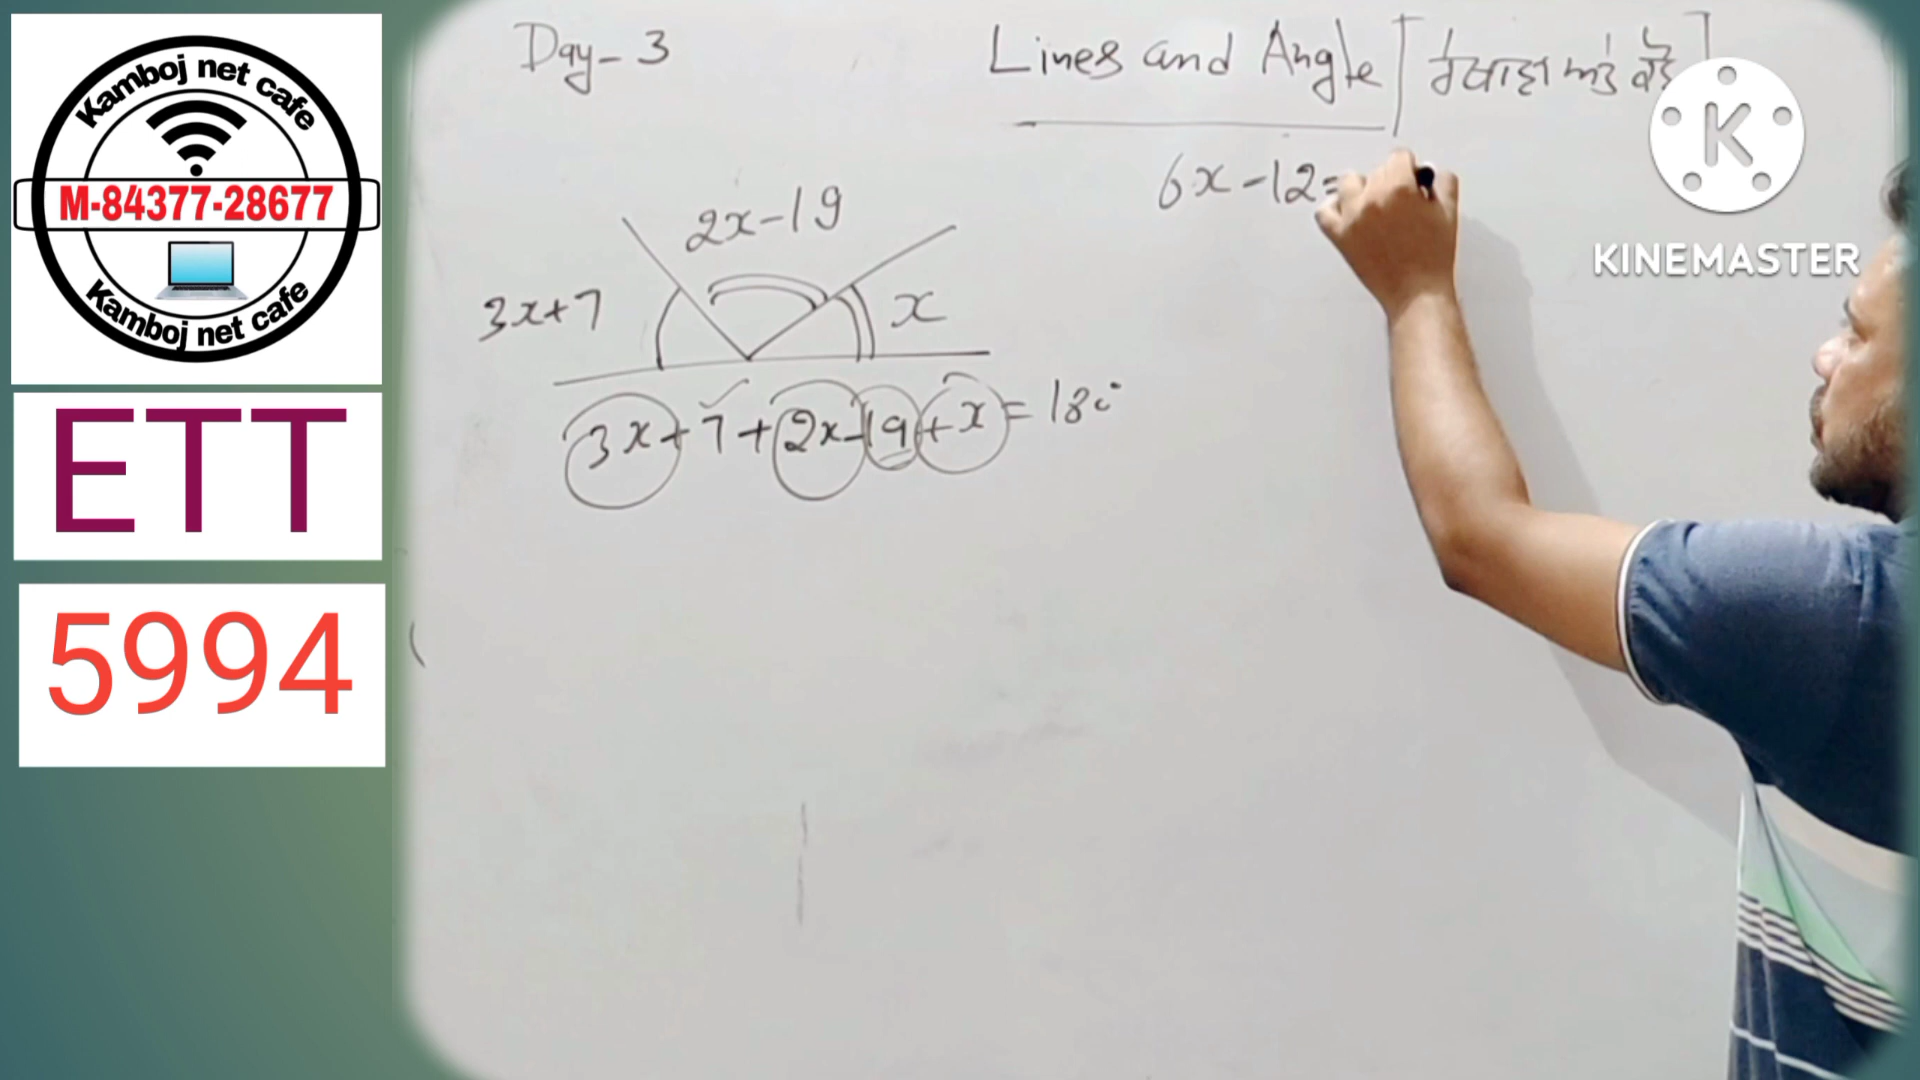 Kamboj net cafe
M-84377-28677
Kamboj net cafe
ETT
5994
Day-3
Lines and Angle [ਰੇਖਾਵਾਂ ਅਤੇ ਕੋਣ]
6x-12=
2x-19
3x+7
x
3x+7+2x-19+x=180°
K
KINEMASTER